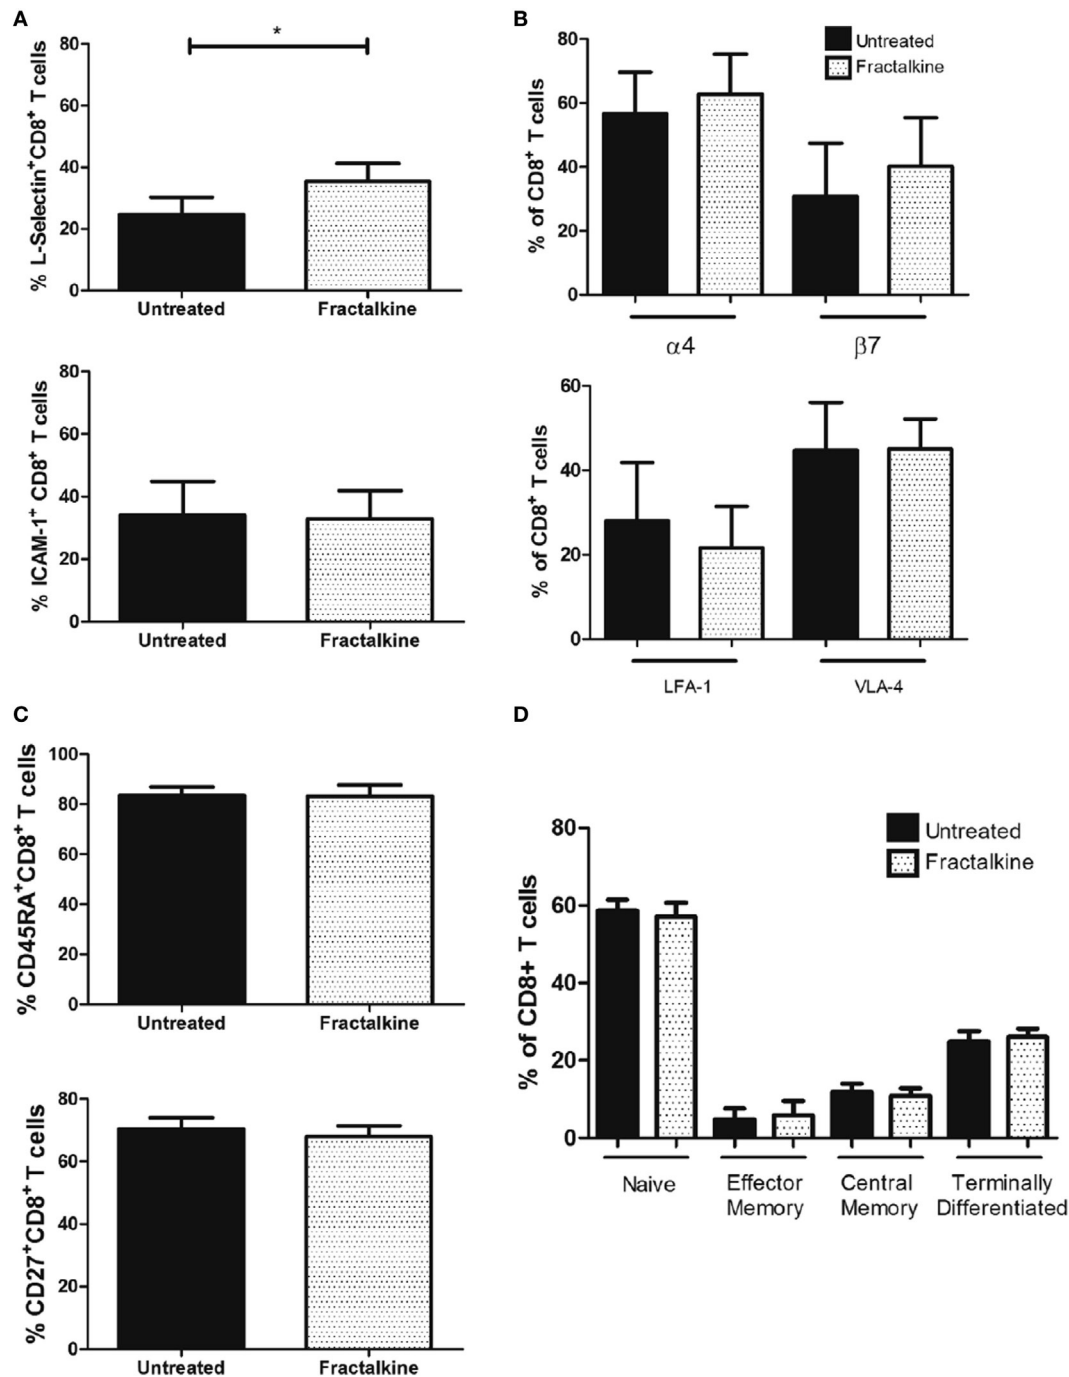 A
% L-Selectin⁺CD8⁺ T cells
80
60
40
20
0
*
Untreated Fractalkine
% ICAM-1⁺ CD8⁺ T cells
80
60
40
20
0
Untreated Fractalkine
B
% of CD8⁺ T cells
80
60
40
20
0
Untreated
Fractalkine
α4 β7
% of CD8⁺ T cells
60
40
20
0
LFA-1 VLA-4
C
% CD45RA⁺CD8⁺ T cells
100
80
60
40
20
0
Untreated Fractalkine
% CD27⁺CD8⁺ T cells
80
60
40
20
0
Untreated Fractalkine
D
% of CD8+ T cells
80
60
40
20
0
Untreated
Fractalkine
Naive
Effector
Memory
Central
Memory
Terminally
Differentiated